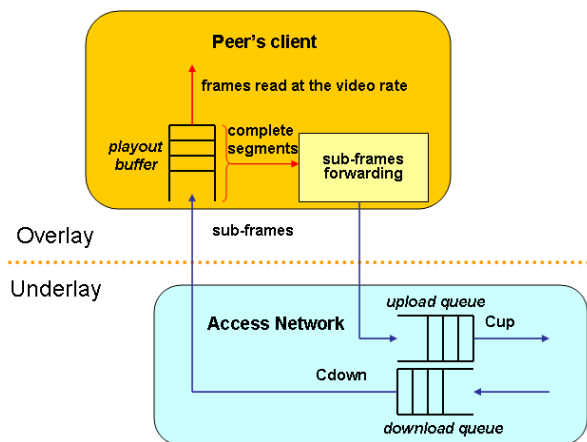 Peer's client
frames read at the video rate
complete
segments
playout
buffer
sub-frames
forwarding
sub-frames
Overlay
Underlay
upload queue
Access Network
Cup
Cdown
download queue